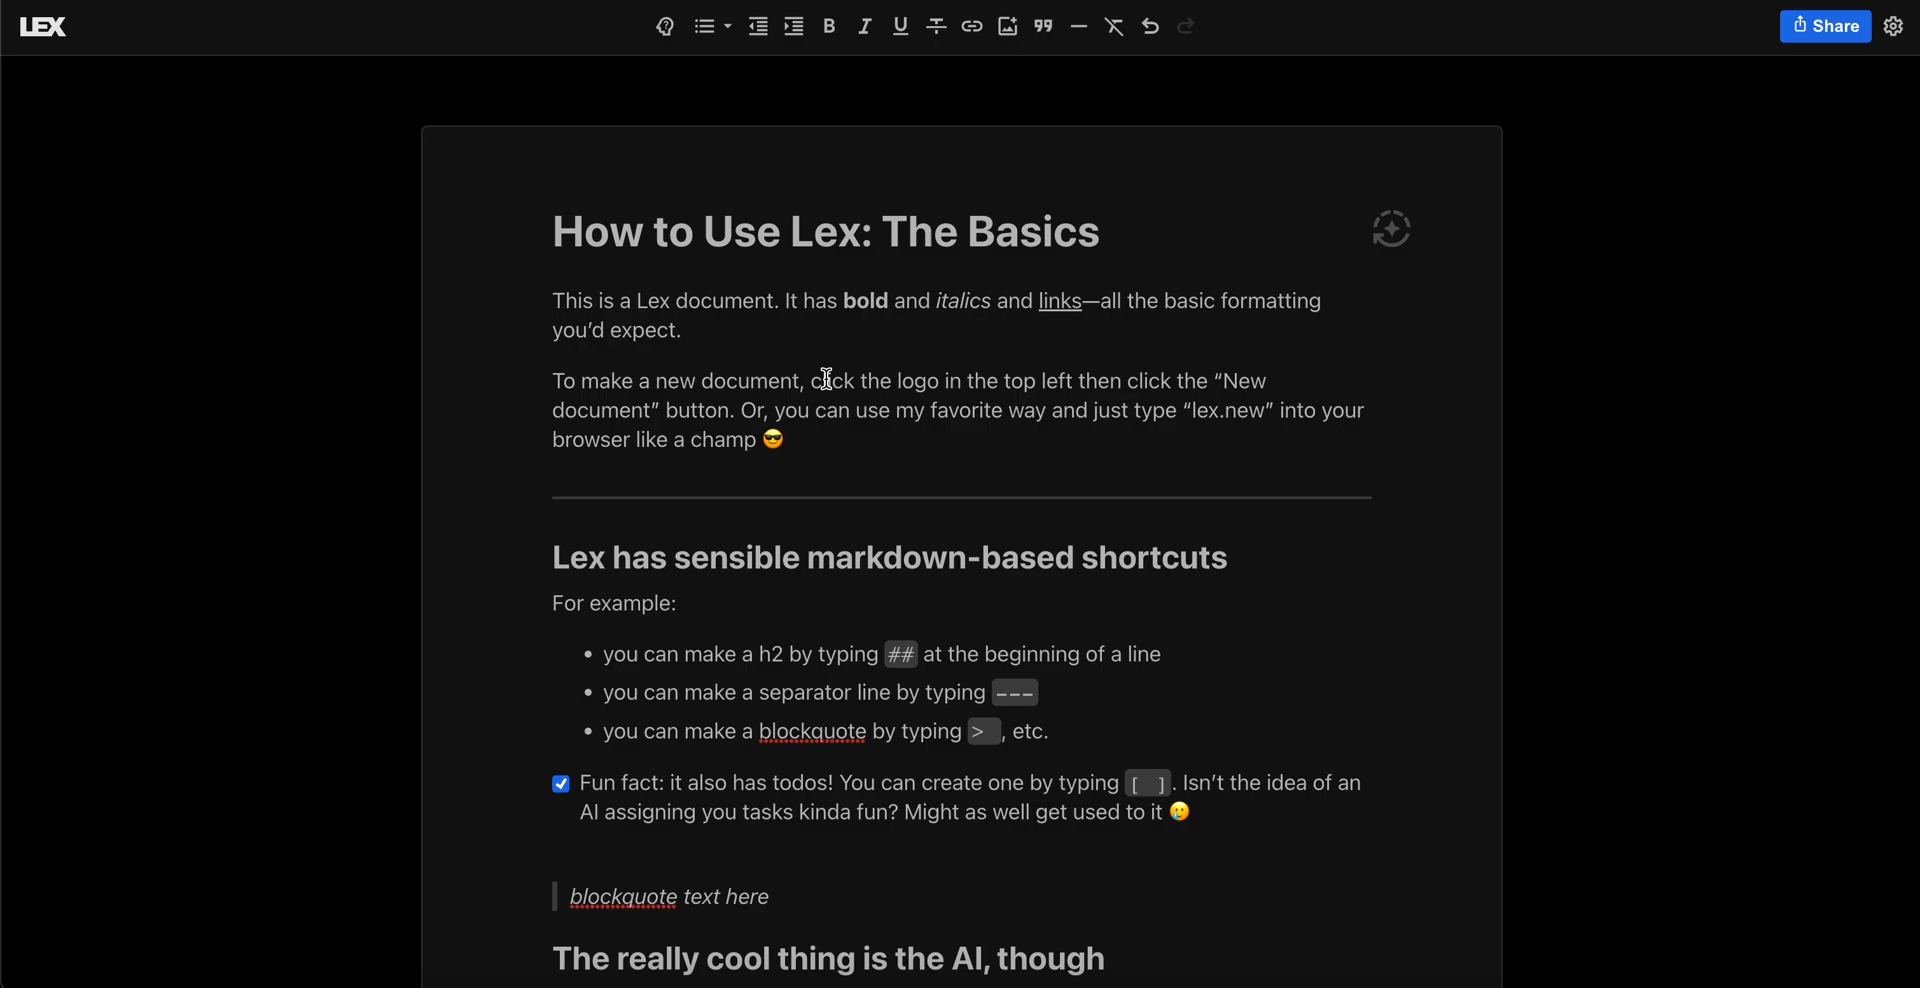 LEX
Share
How to Use Lex: The Basics
This is a Lex document. It has bold and italics and links—all the basic formatting
you’d expect.
To make a new document, click the logo in the top left then click the “New
document” button. Or, you can use my favorite way and just type “lex.new” into your
browser like a champ 😎
Lex has sensible markdown-based shortcuts
For example:
• you can make a h2 by typing ## at the beginning of a line
• you can make a separator line by typing ---
• you can make a blockquote by typing > , etc.
Fun fact: it also has todos! You can create one by typing [ ]. Isn’t the idea of an
AI assigning you tasks kinda fun? Might as well get used to it 🥲
blockquote text here
The really cool thing is the AI, though